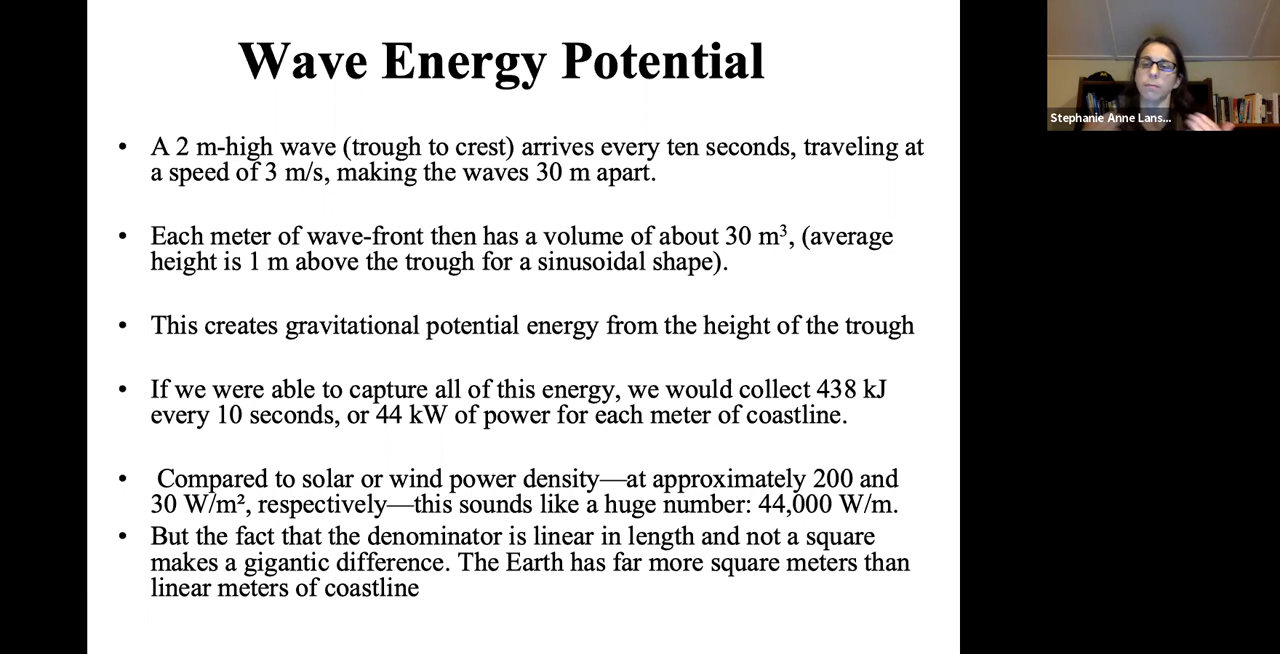 Wave Energy Potential
• A 2 m-high wave (trough to crest) arrives every ten seconds, traveling at
a speed of 3 m/s, making the waves 30 m apart.
• Each meter of wave-front then has a volume of about 30 m³, (average
height is 1 m above the trough for a sinusoidal shape).
• This creates gravitational potential energy from the height of the trough
• If we were able to capture all of this energy, we would collect 438 kJ
every 10 seconds, or 44 kW of power for each meter of coastline.
• Compared to solar or wind power density—at approximately 200 and
30 W/m², respectively—this sounds like a huge number: 44,000 W/m.
• But the fact that the denominator is linear in length and not a square
makes a gigantic difference. The Earth has far more square meters than
linear meters of coastline
Stephanie Anne Lans...